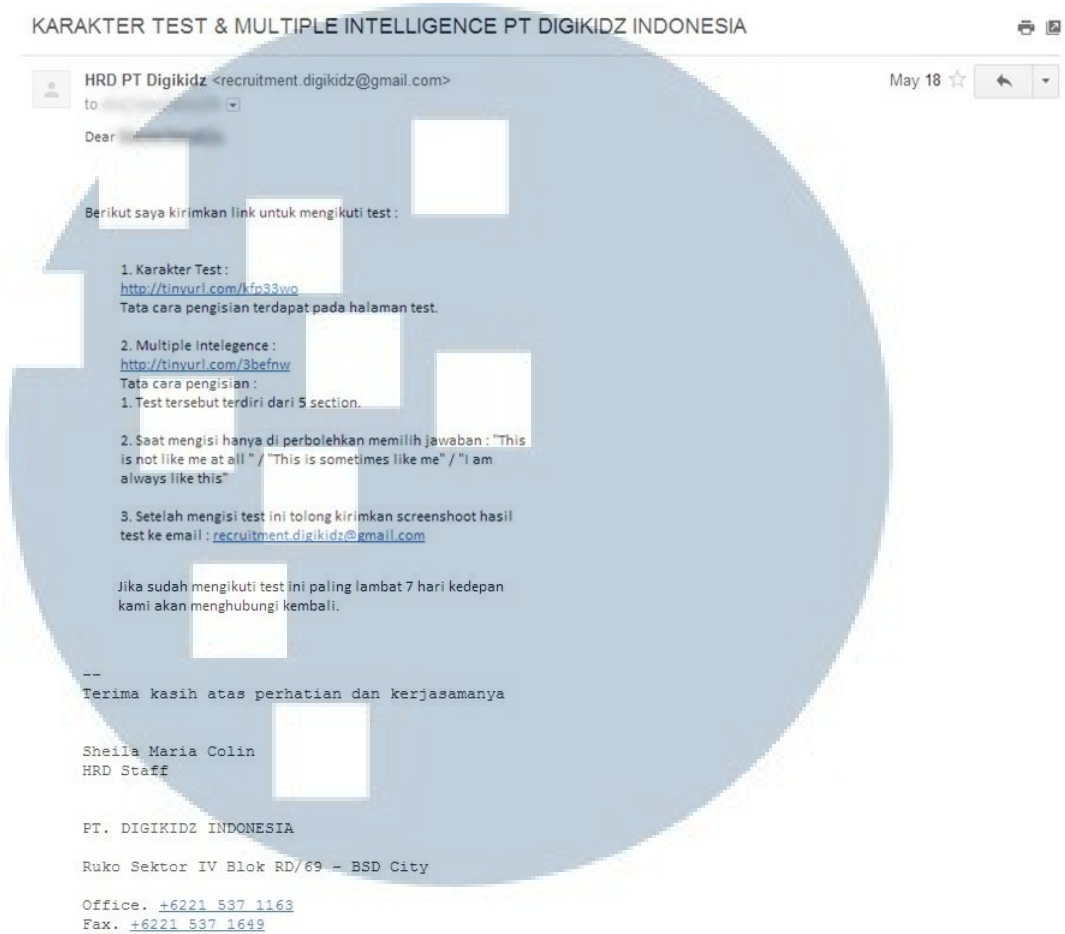 KARAKTER TEST & MULTIPLE INTELLIGENCE PT DIGIKIDZ INDONESIA
HRD PT Digikidz <recruitment.digikidz@gmail.com>
May 18
to
Dear
Berikut saya kirimkan link untuk mengikuti test :
1. Karakter Test :
http://tinyurl.com/kfp33wo
Tata cara pengisian terdapat pada halaman test.
2. Multiple Intelegence :
http://tinyurl.com/3befnw
Tata cara pengisian :
1. Test tersebut terdiri dari 5 section.
2. Saat mengisi hanya di perbolehkan memilih jawaban : "This
is not like me at all " / "This is sometimes like me" / "I am
always like this"
3. Setelah mengisi test ini tolong kirimkan screenshoot hasil
test ke email : recruitment.digikidz@gmail.com
Jika sudah mengikuti test ini paling lambat 7 hari kedepan
kami akan menghubungi kembali.
--
Terima kasih atas perhatian dan kerjasamanya
Sheila Maria Colin
HRD Staff
PT. DIGIKIDZ INDONESIA
Ruko Sektor IV Blok RD/69 - BSD City
Office. +6221 537 1163
Fax. +6221 537 1649